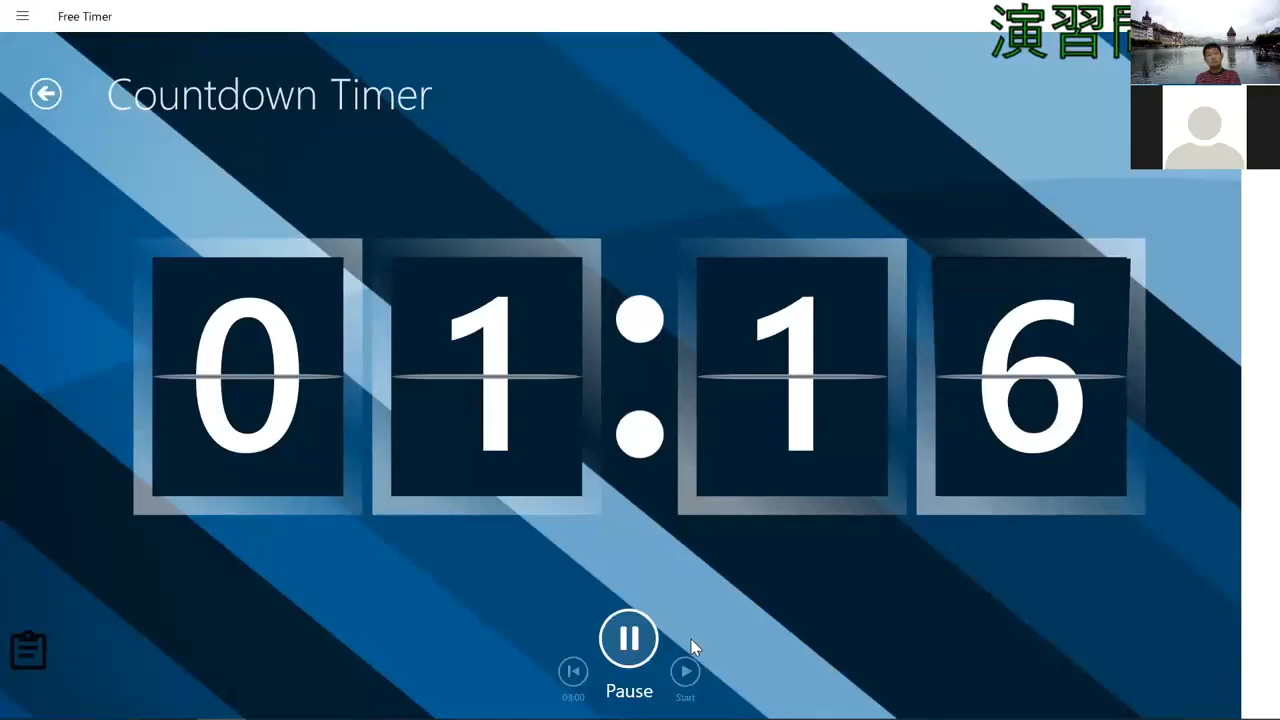 Free Timer
演習
Countdown Timer
01:16
03:00
Pause
Start